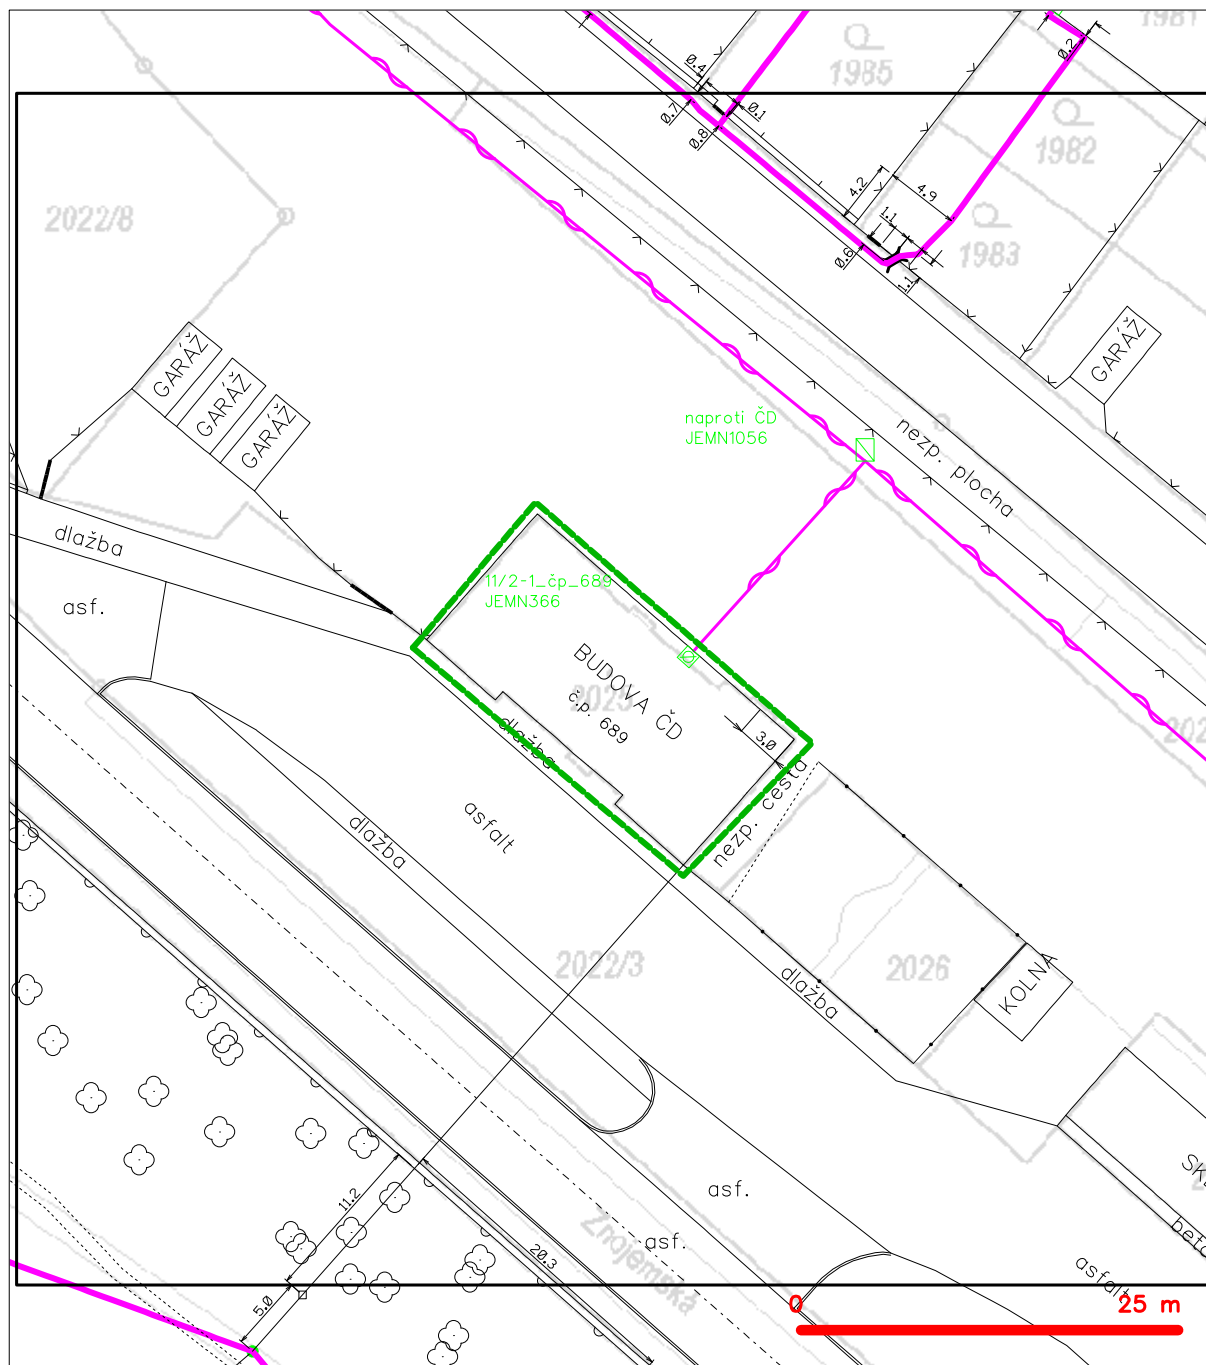 1981
1985
0.2
0.4
0.1
0.7
0.8
1982
4.2
4.9
2022/8
1.1
1983
0.6
1.1
GARÁŽ
GARÁŽ
GARÁŽ
GARÁŽ
naproti ČD
JEMN1056
nezp. plocha
dlažba
11/2-1_čp_689
JEMN366
asf.
BUDOVA ČD
2025
č.p. 689
dlažba
3.0
nezp. cesta
asfalt
dlažba
2022/3
2026
dlažba
KOLNA
asf.
11.2
Znojemská
asf.
20.3
asfalt
5.0
0
25 m